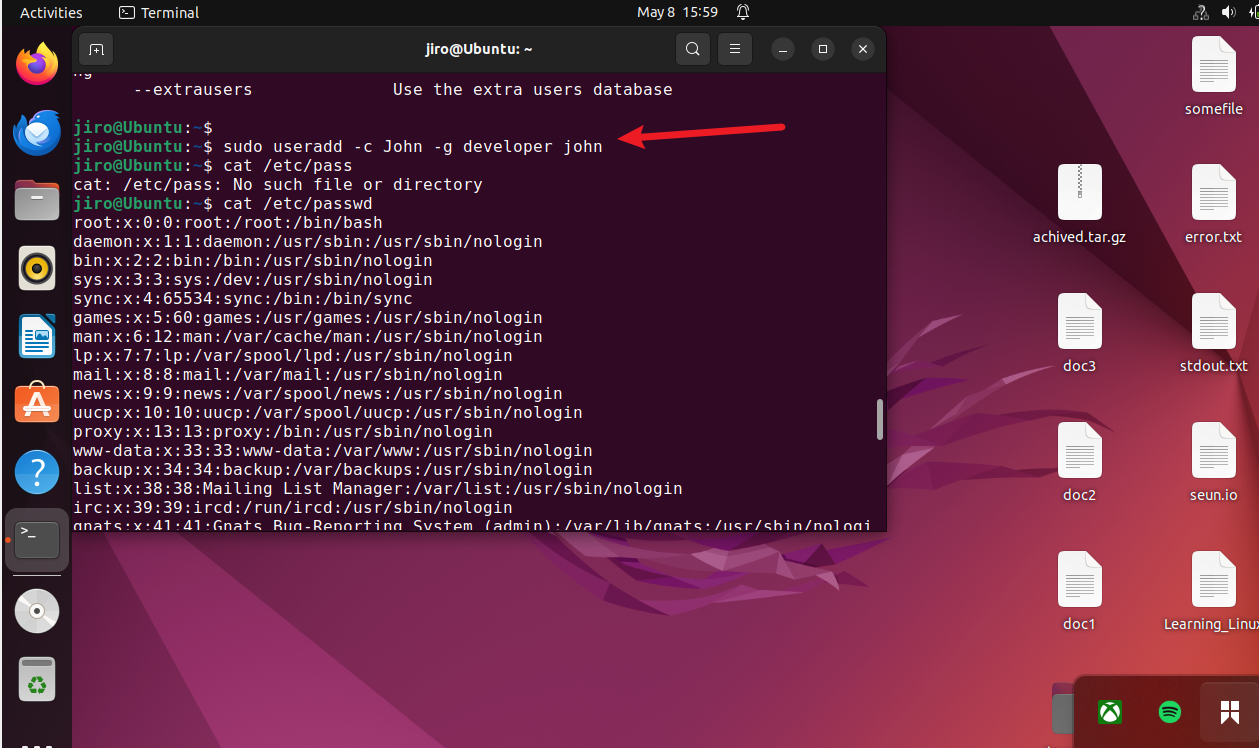 Activities Terminal May 8 15:59
jiro@Ubuntu: ~
--extrausers Use the extra users database
jiro@Ubuntu:~$
jiro@Ubuntu:~$ sudo useradd -c John -g developer john
jiro@Ubuntu:~$ cat /etc/pass
cat: /etc/pass: No such file or directory
jiro@Ubuntu:~$ cat /etc/passwd
root:x:0:0:root:/root:/bin/bash
daemon:x:1:1:daemon:/usr/sbin:/usr/sbin/nologin
bin:x:2:2:bin:/bin:/usr/sbin/nologin
sys:x:3:3:sys:/dev:/usr/sbin/nologin
sync:x:4:65534:sync:/bin:/bin/sync
games:x:5:60:games:/usr/games:/usr/sbin/nologin
man:x:6:12:man:/var/cache/man:/usr/sbin/nologin
lp:x:7:7:lp:/var/spool/lpd:/usr/sbin/nologin
mail:x:8:8:mail:/var/mail:/usr/sbin/nologin
news:x:9:9:news:/var/spool/news:/usr/sbin/nologin
uucp:x:10:10:uucp:/var/spool/uucp:/usr/sbin/nologin
proxy:x:13:13:proxy:/bin:/usr/sbin/nologin
www-data:x:33:33:www-data:/var/www:/usr/sbin/nologin
backup:x:34:34:backup:/var/backups:/usr/sbin/nologin
list:x:38:38:Mailing List Manager:/var/list:/usr/sbin/nologin
irc:x:39:39:ircd:/run/ircd:/usr/sbin/nologin
gnats:x:41:41:Gnats Bug-Reporting System (admin):/var/lib/gnats:/usr/sbin/nologi
somefile
achived.tar.gz error.txt
doc3 stdout.txt
doc2 seun.io
doc1 Learning_Linux